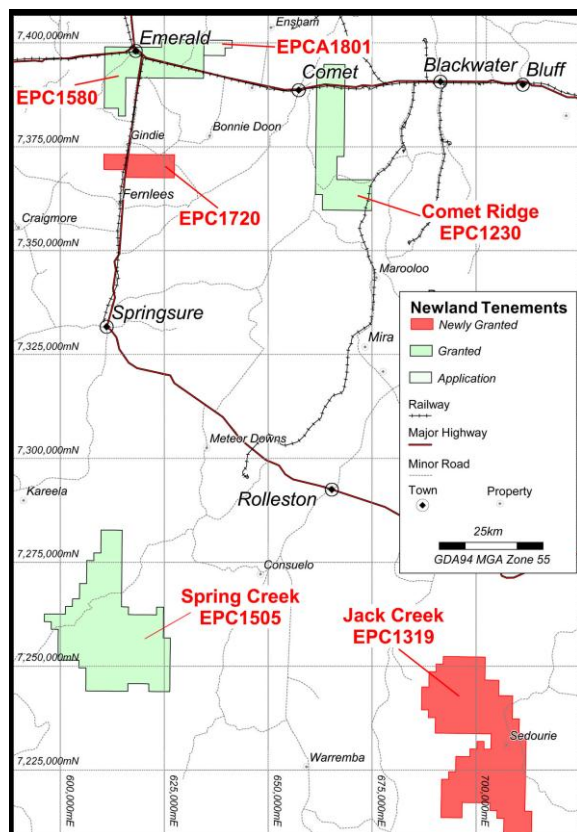 Ensham
7,400,000mN
Emerald
EPCA1801
Blackwater
Bluff
Comet
EPC1580
Bonnie Doon
Gindie
7,375,000mN
EPC1720
Fernlees
Craigmore
Comet Ridge
EPC1230
7,350,000mN
Marooloo
Springsure
7,325,000mN
Mira
Newland Tenements
Newly Granted
Granted
Application
Railway
Major Highway
Minor Road
Town
Property
25km
GDA94 MGA Zone 55
Meteor Downs
7,300,000mN
Kareela
Rolleston
7,275,000mN
Consuelo
Spring Creek
EPC1505
Jack Creek
EPC1319
7,250,000mN
Sedourie
Warremba
7,225,000mN
600,000mE
625,000mE
650,000mE
675,000mE
700,000mE